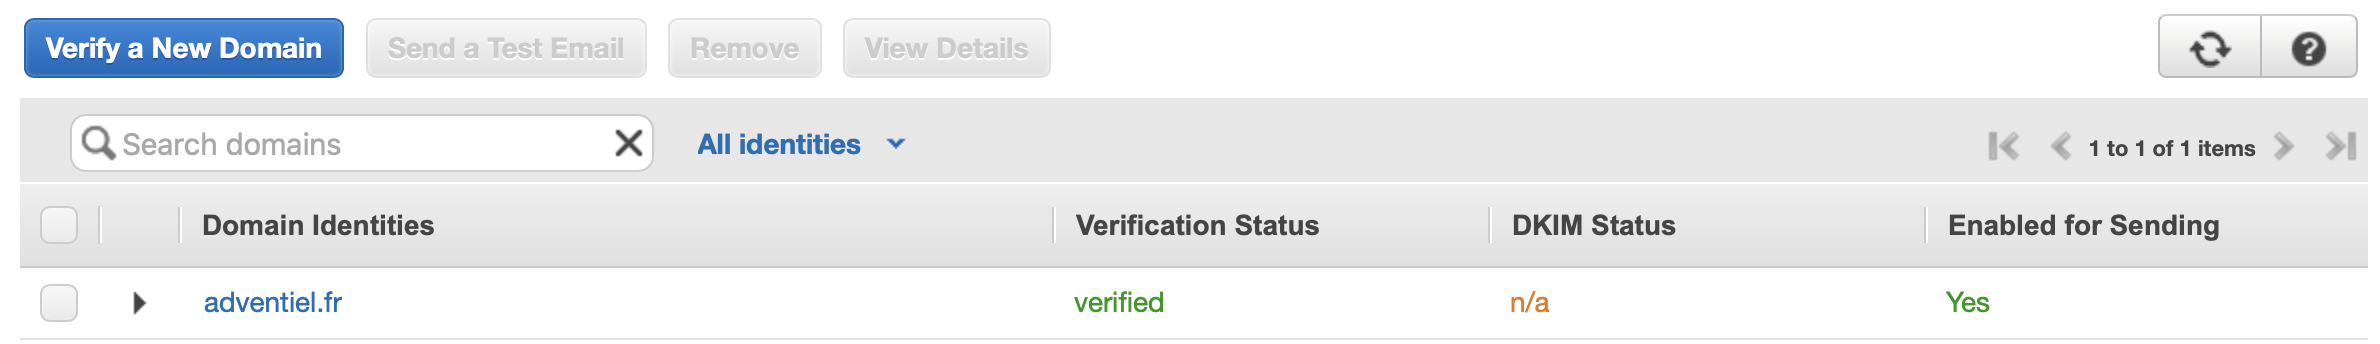 Verify a New Domain Send a Test Email Remove View Details
Search domains All identities 1 to 1 of 1 items
Domain Identities Verification Status DKIM Status Enabled for Sending
adventiel.fr verified n/a Yes